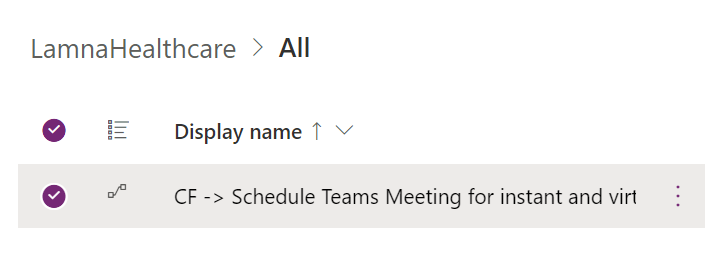 LamnaHealthcare > All
Display name ↑
CF -> Schedule Teams Meeting for instant and virt